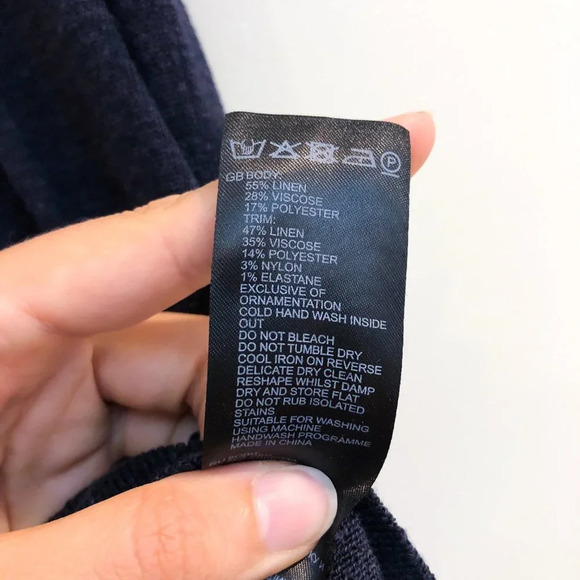 P
GB BODY:
55% LINEN
28% VISCOSE
17% POLYESTER
TRIM:
47% LINEN
35% VISCOSE
14% POLYESTER
3% NYLON
1% ELASTANE
EXCLUSIVE OF
ORNAMENTATION
COLD HAND WASH INSIDE
OUT
DO NOT BLEACH
DO NOT TUMBLE DRY
COOL IRON ON REVERSE
DELICATE DRY CLEAN
RESHAPE WHILST DAMP
DRY AND STORE FLAT
DO NOT RUB ISOLATED
STAINS
SUITABLE FOR WASHING
USING MACHINE
HANDWASH PROGRAMME
MADE IN CHINA